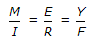 M/I = E/R = Y/F